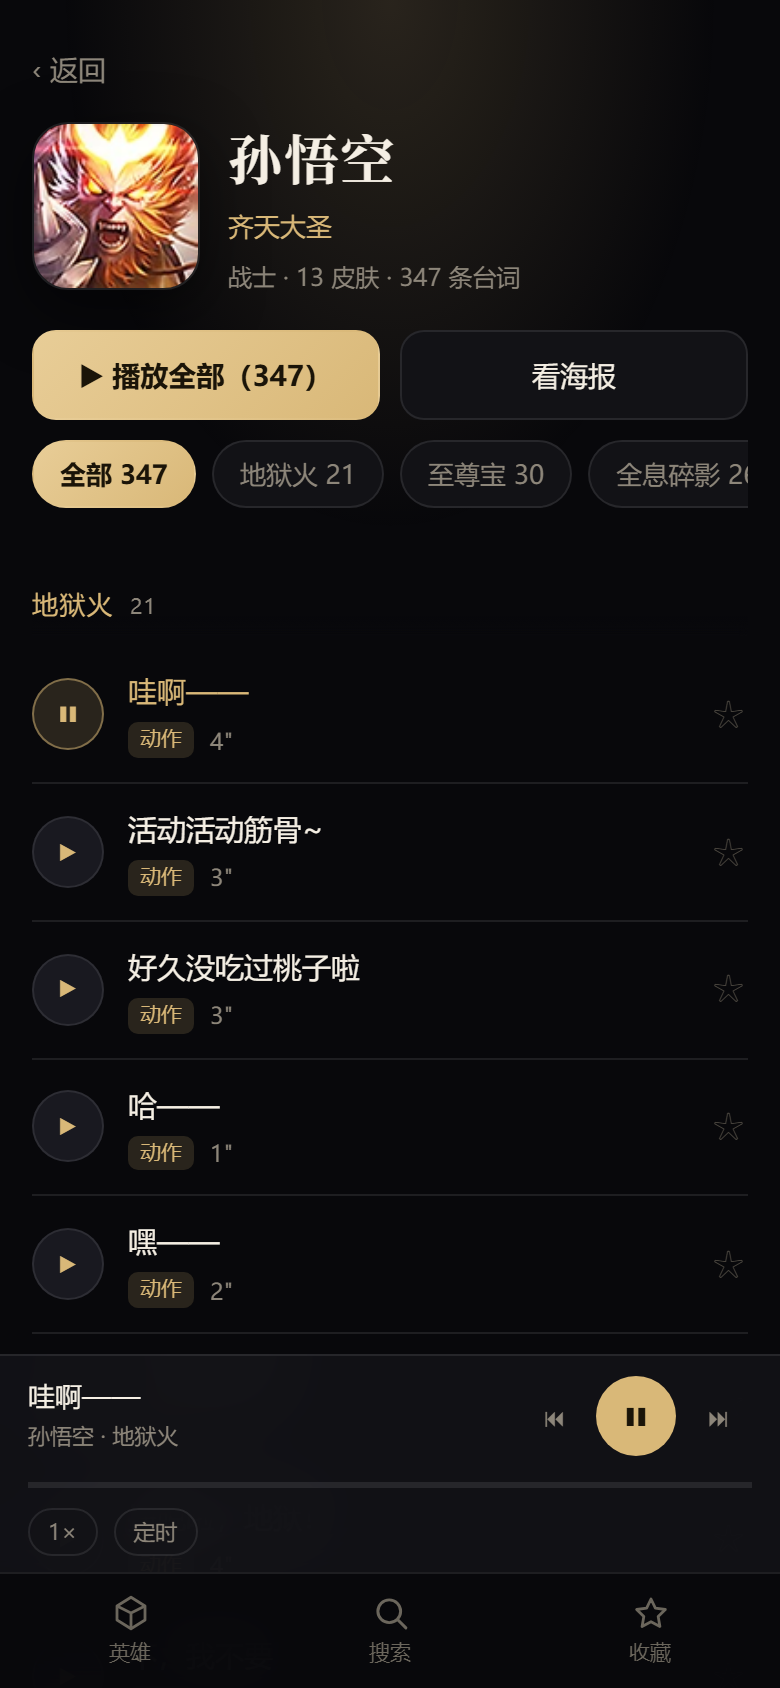 ‹ 返回
孙悟空
齐天大圣
战士 · 13 皮肤 · 347 条台词
▶ 播放全部（347）
看海报
全部 347
地狱火 21
至尊宝 30
全息碎影 26
地狱火 21
哇啊——
动作 4"
活动活动筋骨~
动作 3"
好久没吃过桃子啦
动作 3"
哈——
动作 1"
嘿——
动作 2"
哇啊——
孙悟空 · 地狱火
1×
定时
英雄
搜索
收藏